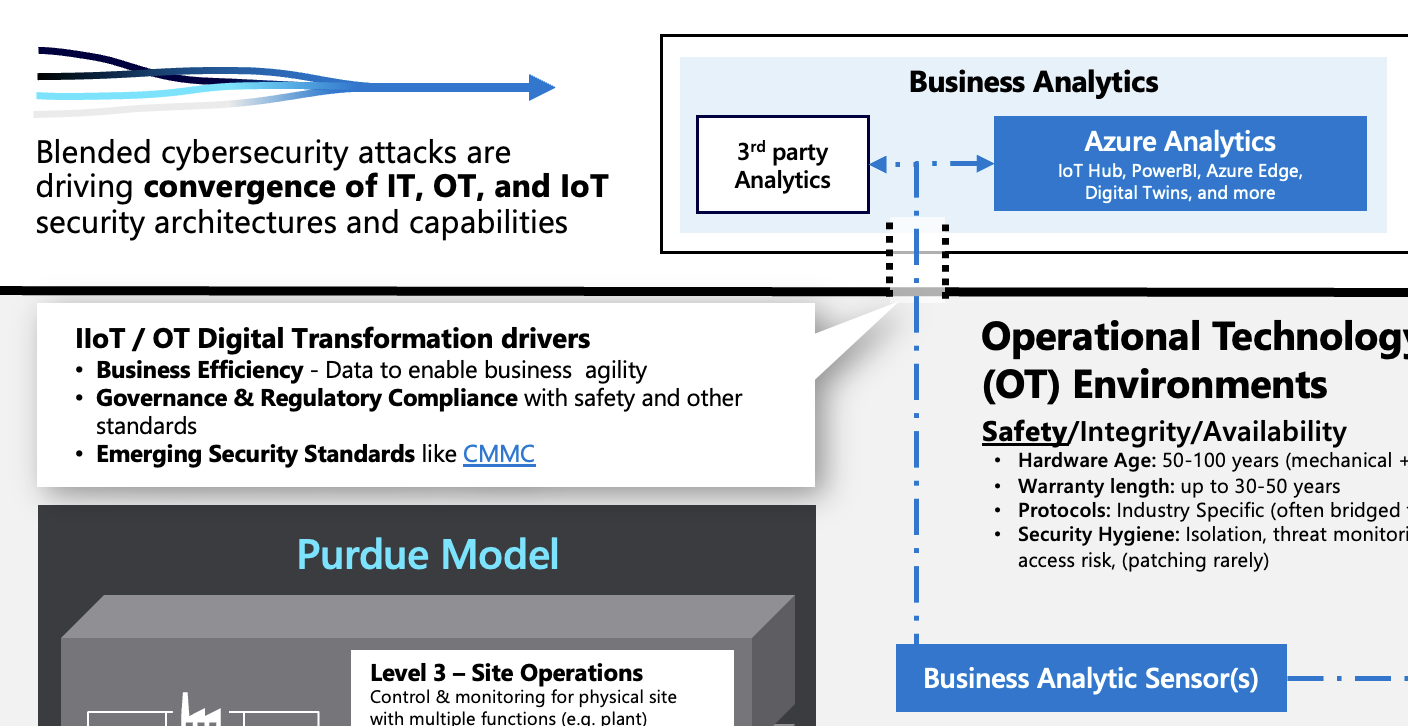 Blended cybersecurity attacks are
driving convergence of IT, OT, and IoT
security architectures and capabilities
Business Analytics
3rd party
Analytics
Azure Analytics
IoT Hub, PowerBI, Azure Edge,
Digital Twins, and more
IIoT / OT Digital Transformation drivers
• Business Efficiency - Data to enable business  agility
• Governance & Regulatory Compliance with safety and other
standards
• Emerging Security Standards like CMMC
Operational Technology
(OT) Environments
Safety/Integrity/Availability
• Hardware Age: 50-100 years (mechanical +
• Warranty length: up to 30-50 years
• Protocols: Industry Specific (often bridged
• Security Hygiene: Isolation, threat
access risk, (patching rarely)
Purdue Model
Level 3 – Site Operations
Control & monitoring for physical site
with multiple functions (e.g. plant)
Business Analytic Sensor(s)